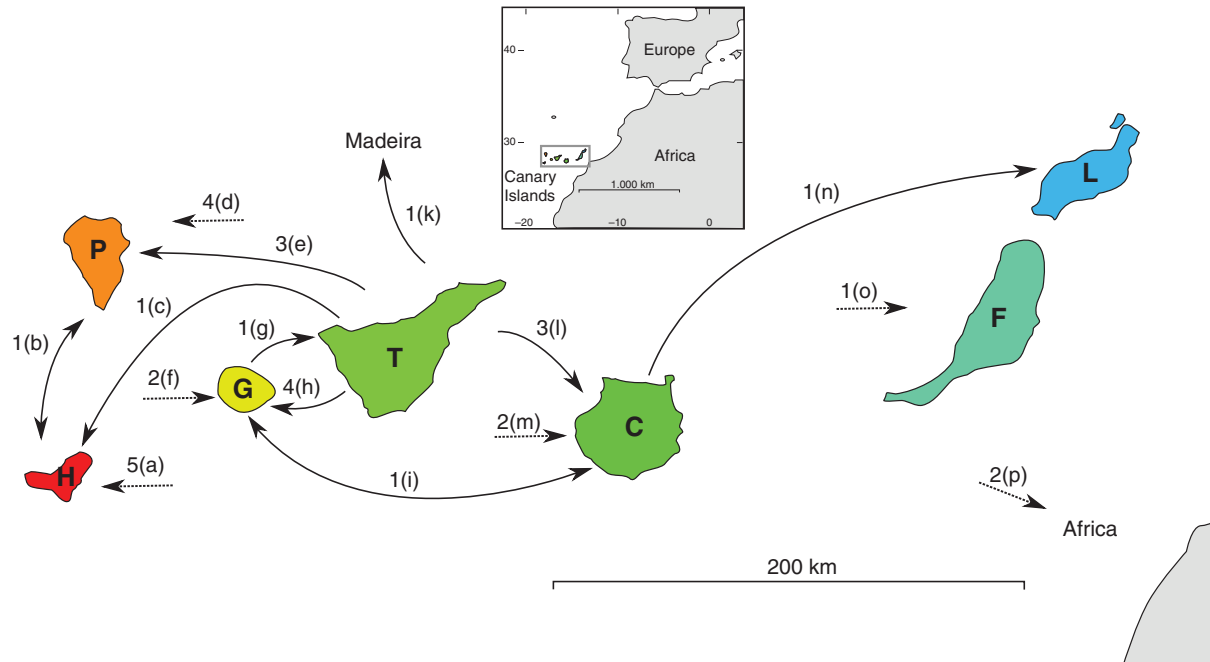 Europe
Africa
Canary
Islands
1.000 km
40
30
−20
−10
0
Madeira
1(k)
4(d)
P
3(e)
1(c)
1(b)
1(g)
T
2(f)
G
4(h)
3(l)
H
5(a)
1(i)
2(m)
C
1(n)
L
1(o)
F
2(p)
Africa
200 km